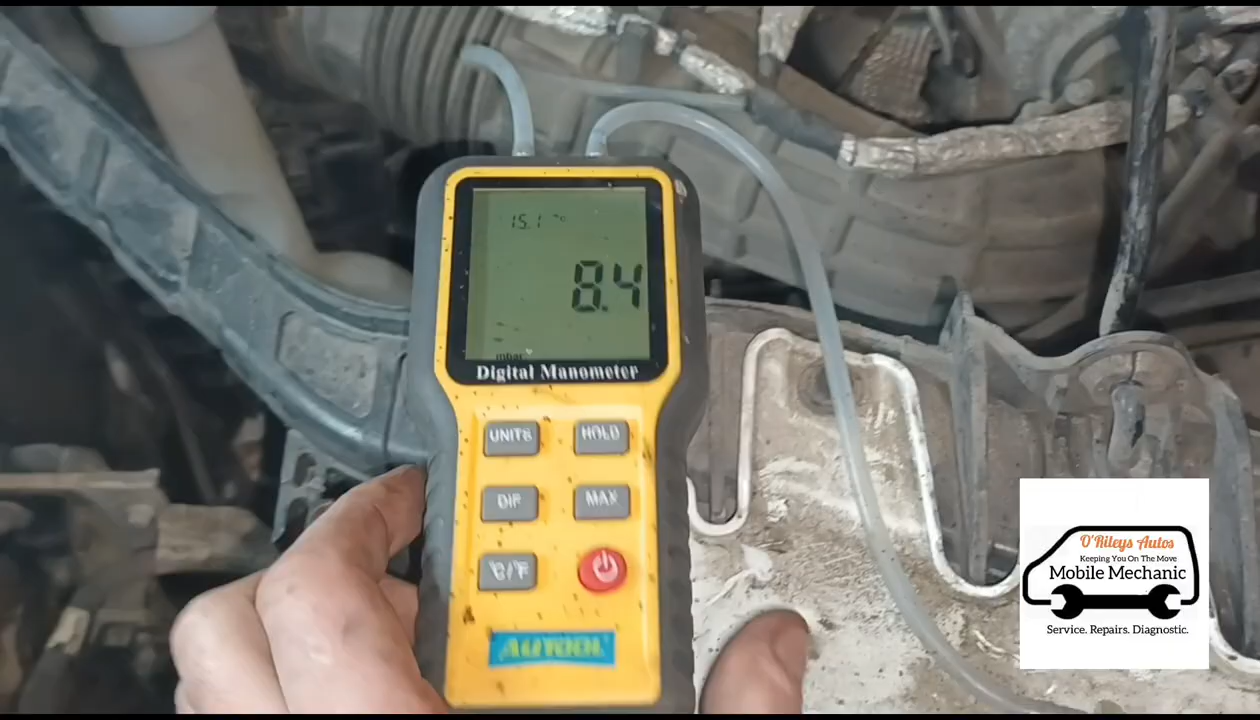 15.1 °C
8.4
mbar
Digital Manometer
UNITS
HOLD
DIF
MAX
°C/°F
AUTOOL
O'Rileys Autos
Keeping You On The Move
Mobile Mechanic
Service. Repairs. Diagnostic.